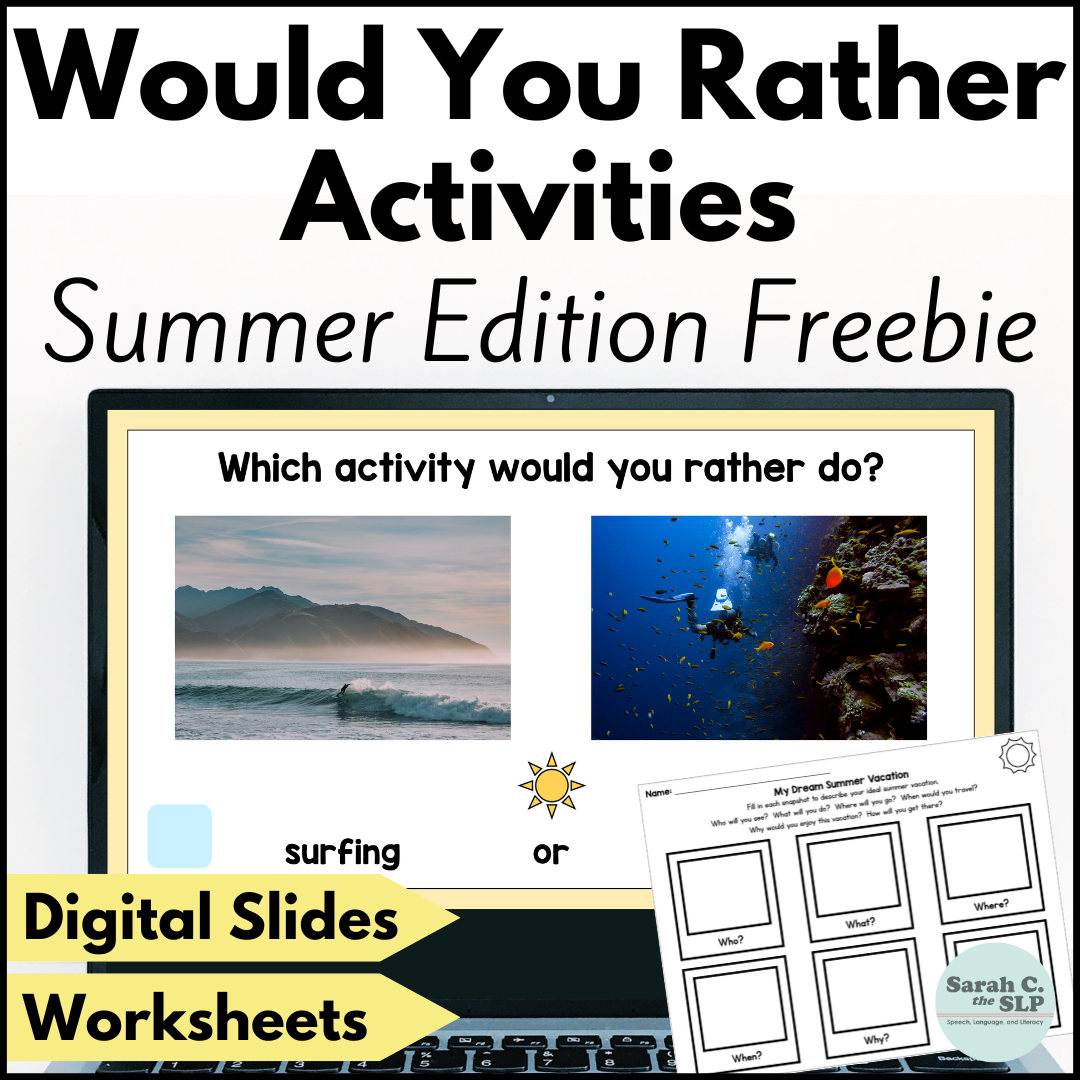 Would You Rather
Activities
Summer Edition Freebie
Which activity would you rather do?
surfing
or
Digital Slides
Worksheets
Name:
My Dream Summer Vacation
Fill in each snapshot to describe your ideal summer vacation.
Who will you see? What will you do? Where will you go? When would you travel?
Why would you enjoy this vacation? How will you get there?
Who?
What?
Where?
When?
Why?
Sarah C.
the SLP
Speech, Language, and Literacy